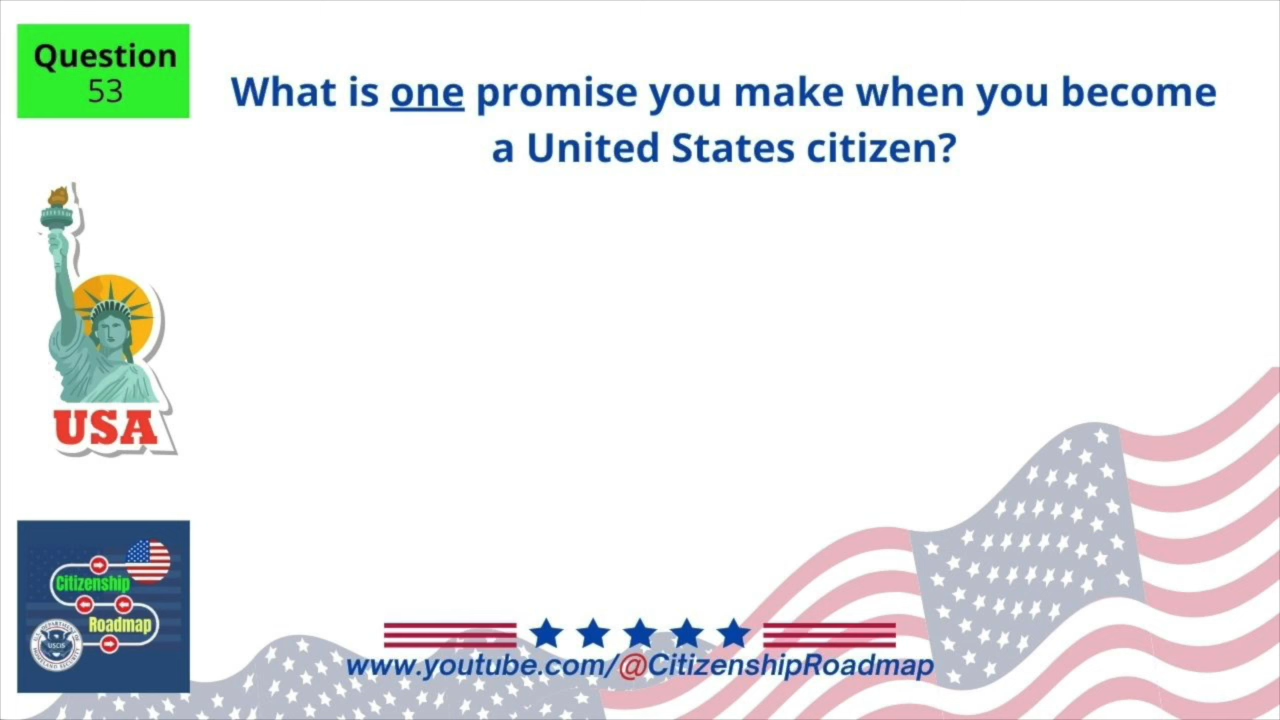 Question
53
What is one promise you make when you become
a United States citizen?
USA
Citizenship
Roadmap
USCIS
www.youtube.com/@CitizenshipRoadmap